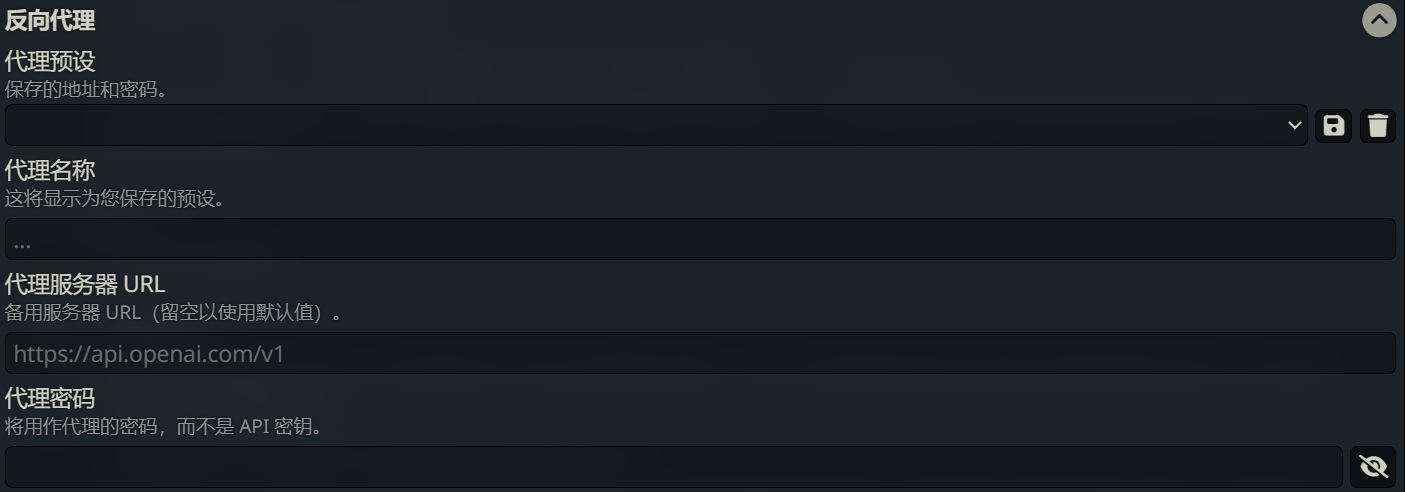 反向代理
代理预设
保存的地址和密码。
代理名称
这将显示为您保存的预设。
...
代理服务器 URL
备用服务器 URL（留空以使用默认值）。
https://api.openai.com/v1
代理密码
将用作代理的密码，而不是 API 密钥。